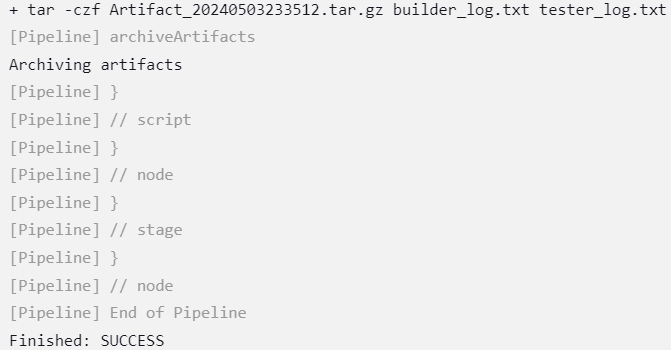 + tar -czf Artifact_20240503233512.tar.gz builder_log.txt tester_log.txt
[Pipeline] archiveArtifacts
Archiving artifacts
[Pipeline] }
[Pipeline] // script
[Pipeline] }
[Pipeline] // node
[Pipeline] }
[Pipeline] // stage
[Pipeline] }
[Pipeline] // node
[Pipeline] End of Pipeline
Finished: SUCCESS